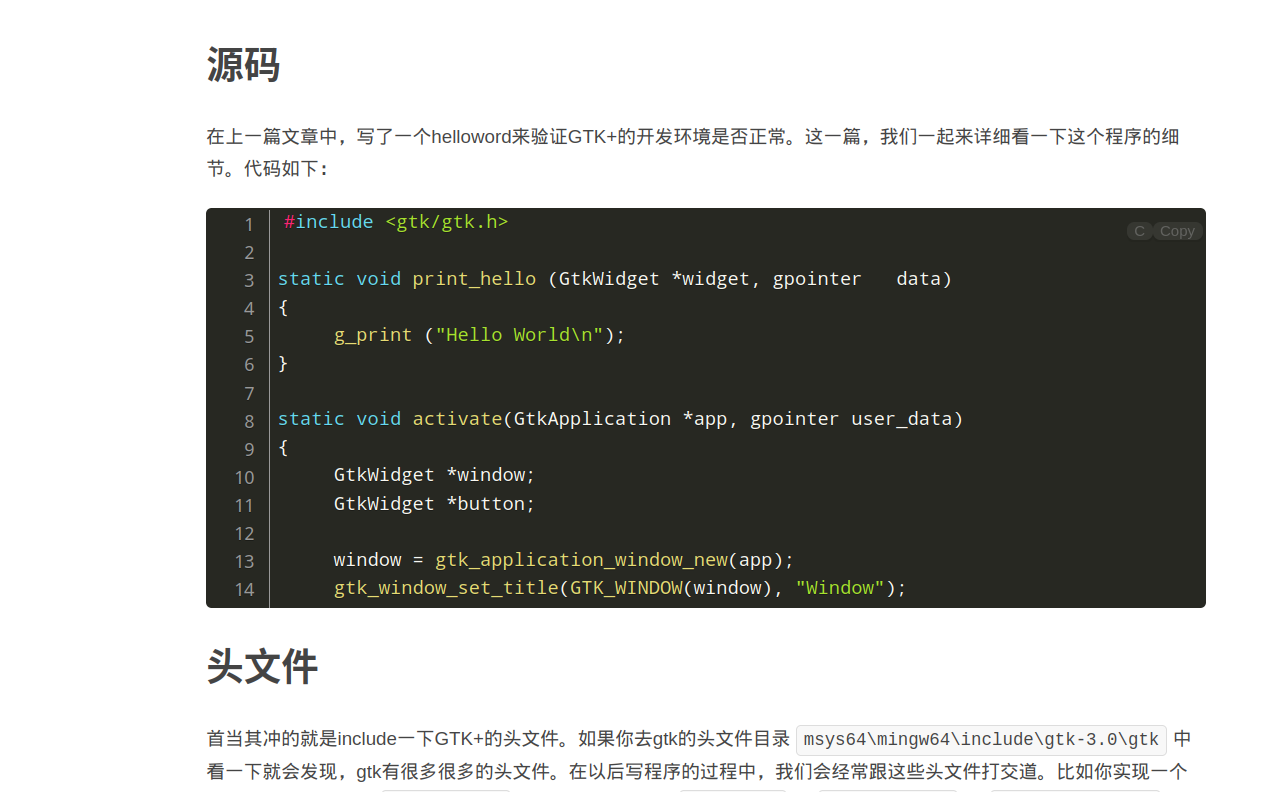 源码
在上一篇文章中，写了一个helloword来验证GTK+的开发环境是否正常。这一篇，我们一起来详细看一下这个程序的细
节。代码如下：
C Copy
1 #include <gtk/gtk.h>
2
3 static void print_hello (GtkWidget *widget, gpointer   data)
4 {
5      g_print ("Hello World\n");
6 }
7
8 static void activate(GtkApplication *app, gpointer user_data)
9 {
10      GtkWidget *window;
11      GtkWidget *button;
12
13      window = gtk_application_window_new(app);
14      gtk_window_set_title(GTK_WINDOW(window), "Window");
头文件
首当其冲的就是include一下GTK+的头文件。如果你去gtk的头文件目录 msys64\mingw64\include\gtk-3.0\gtk 中
看一下就会发现，gtk有很多很多的头文件。在以后写程序的过程中，我们会经常跟这些头文件打交道。比如你实现一个